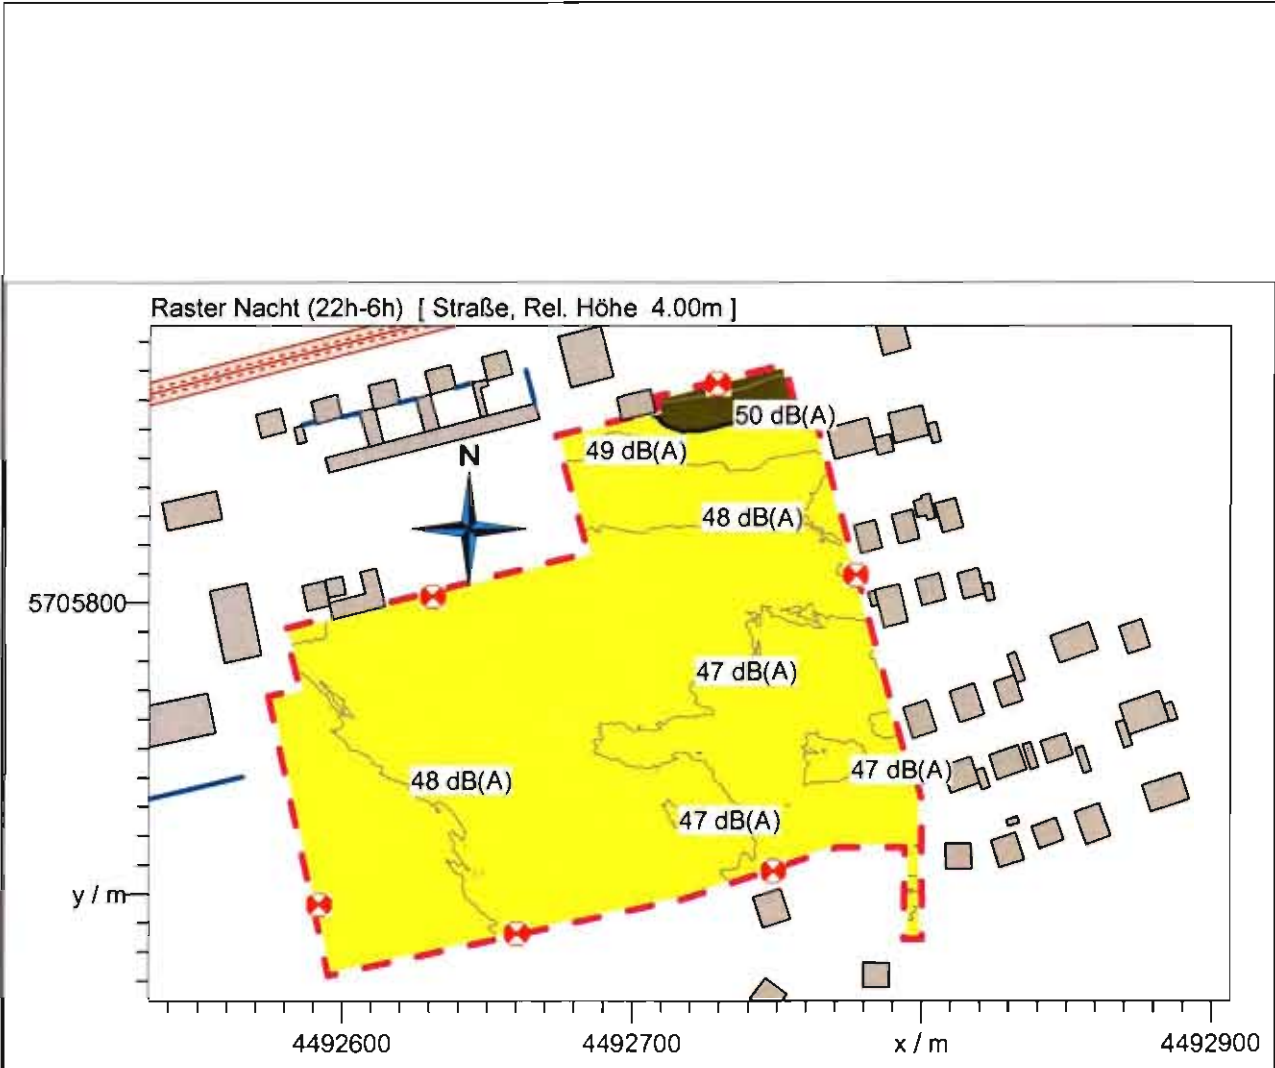 Raster Nacht (22h-6h) [ Straße, Rel. Höhe 4.00m ]
50 dB(A)
49 dB(A)
N
48 dB(A)
5705800
47 dB(A)
47 dB(A)
48 dB(A)
47 dB(A)
y / m
4492600 4492700 x / m 4492900